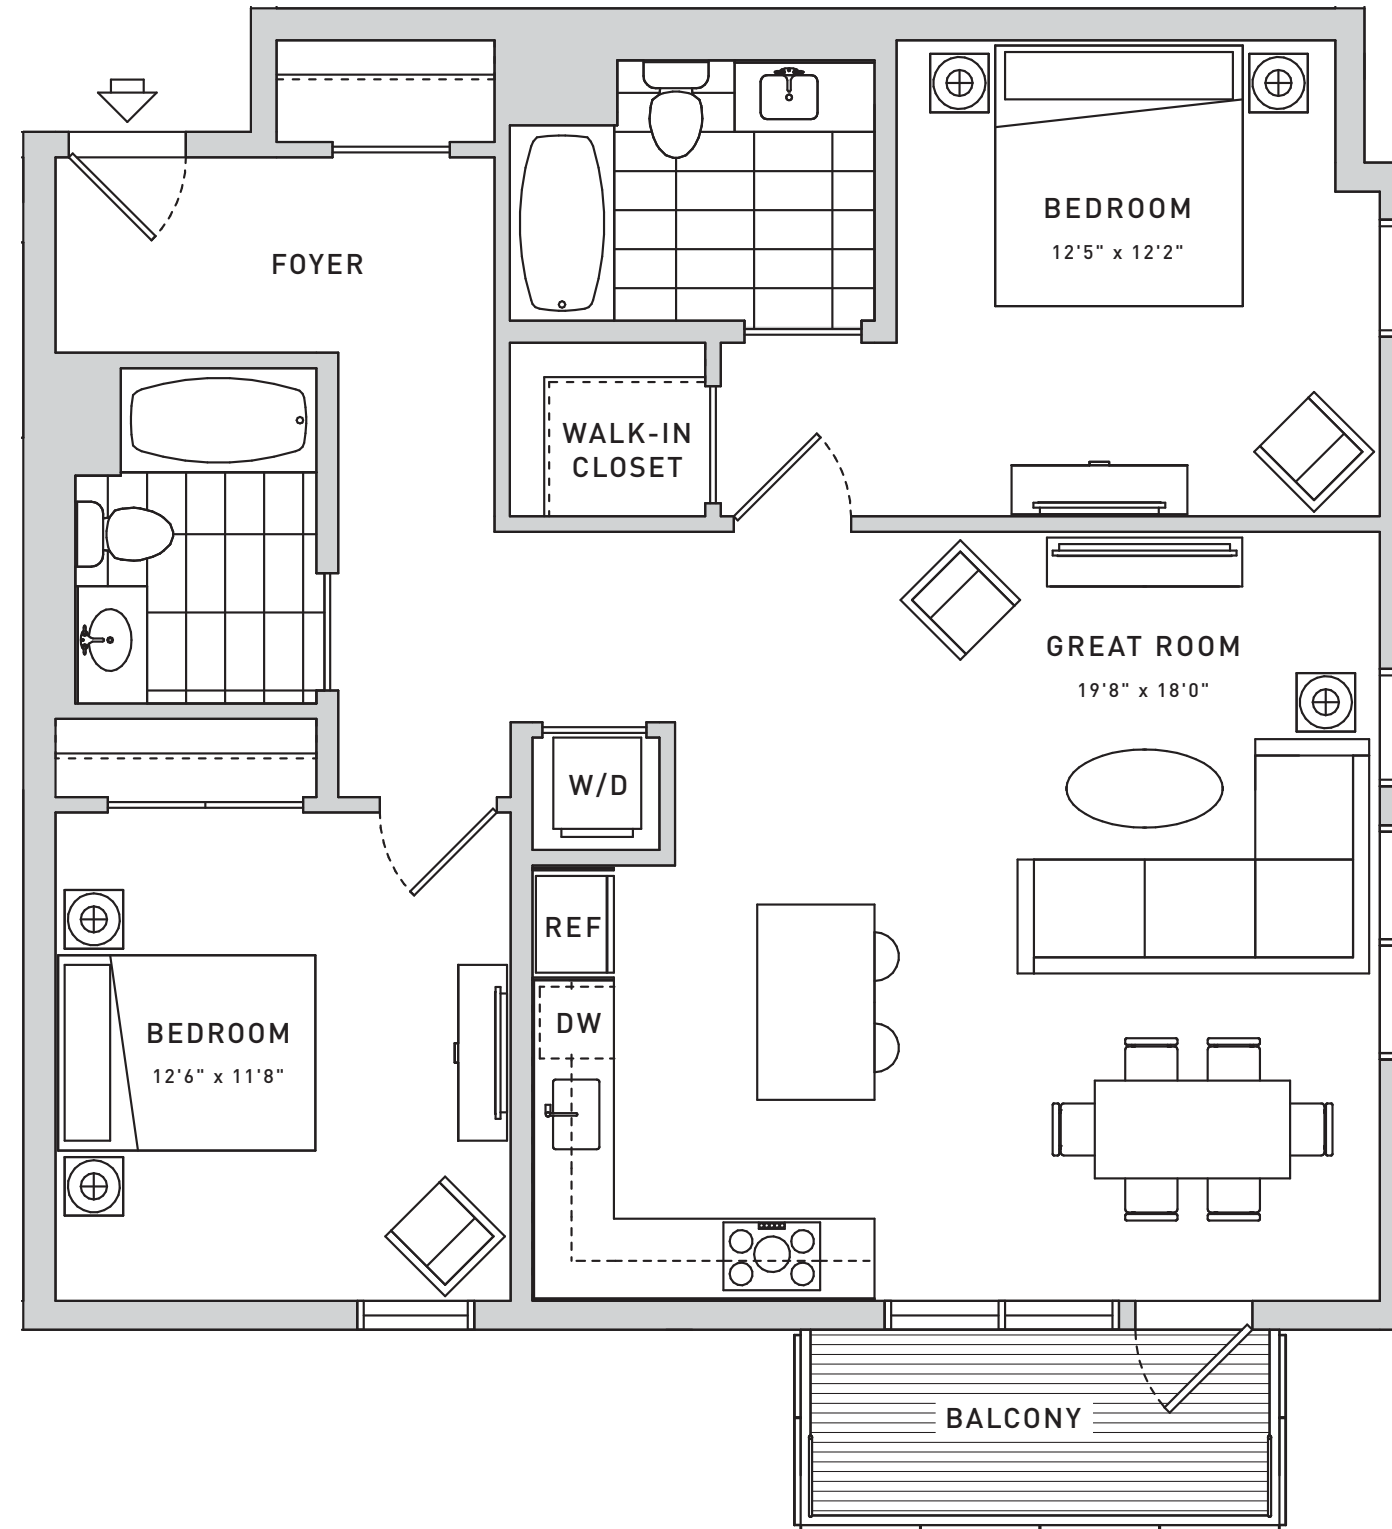 BEDROOM
12'5" x 12'2"
FOYER
WALK-IN
CLOSET
GREAT ROOM
19'8" x 18'0"
W/D
REF
DW
BEDROOM
12'6" x 11'8"
BALCONY